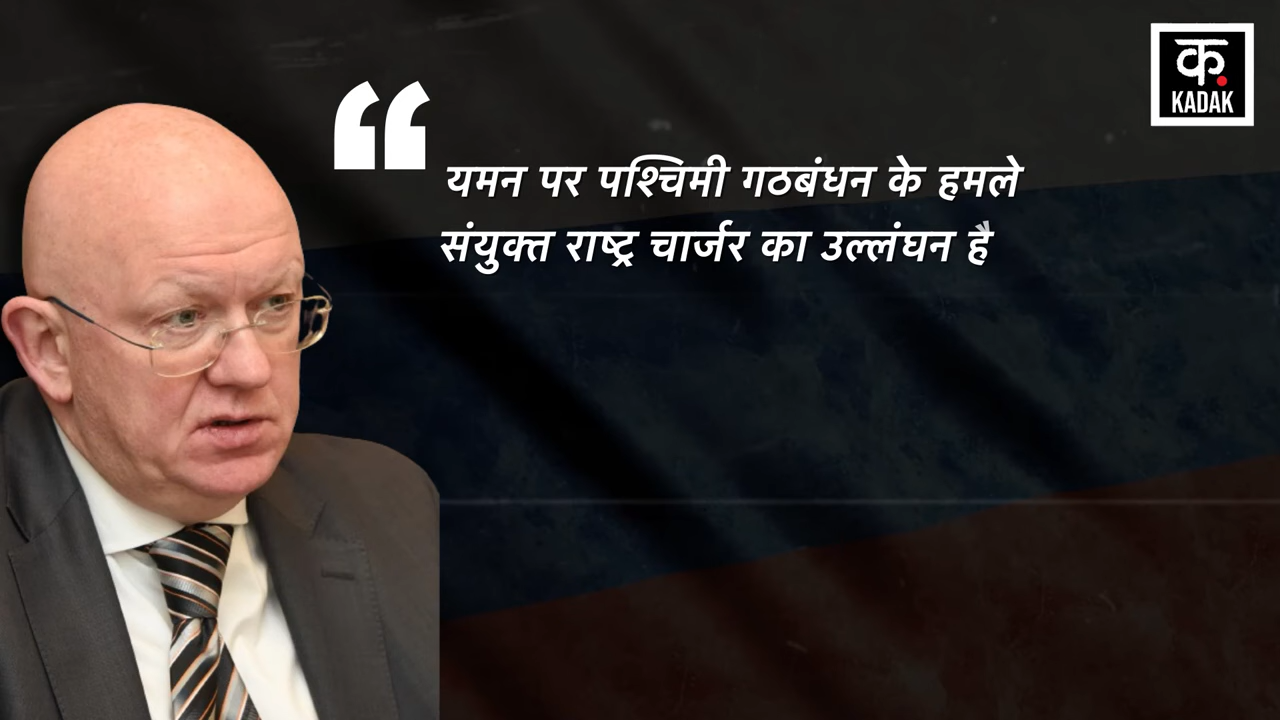 क.
KADAK
“
यमन पर पश्चिमी गठबंधन के हमले
संयुक्त राष्ट्र चार्जर का उल्लंघन है